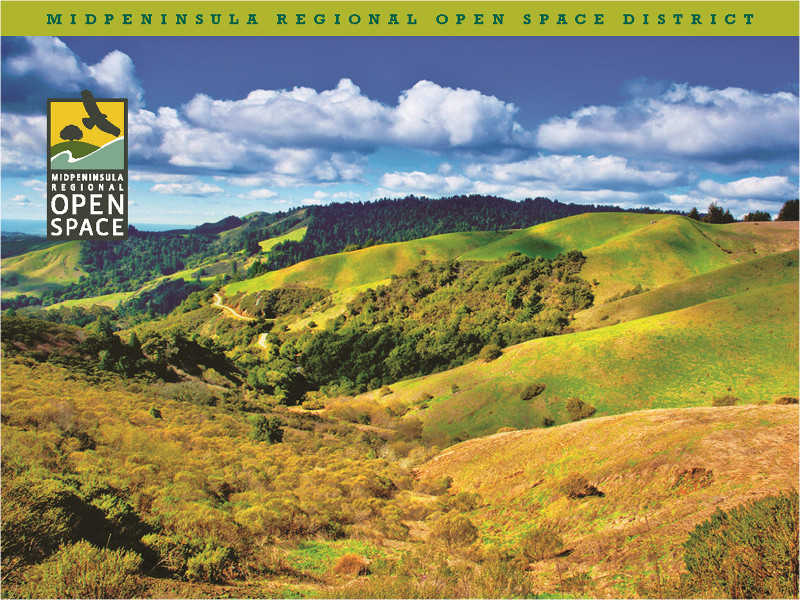 MIDPENINSULA REGIONAL OPEN SPACE DISTRICT
MIDPENINSULA
REGIONAL
OPEN
SPACE